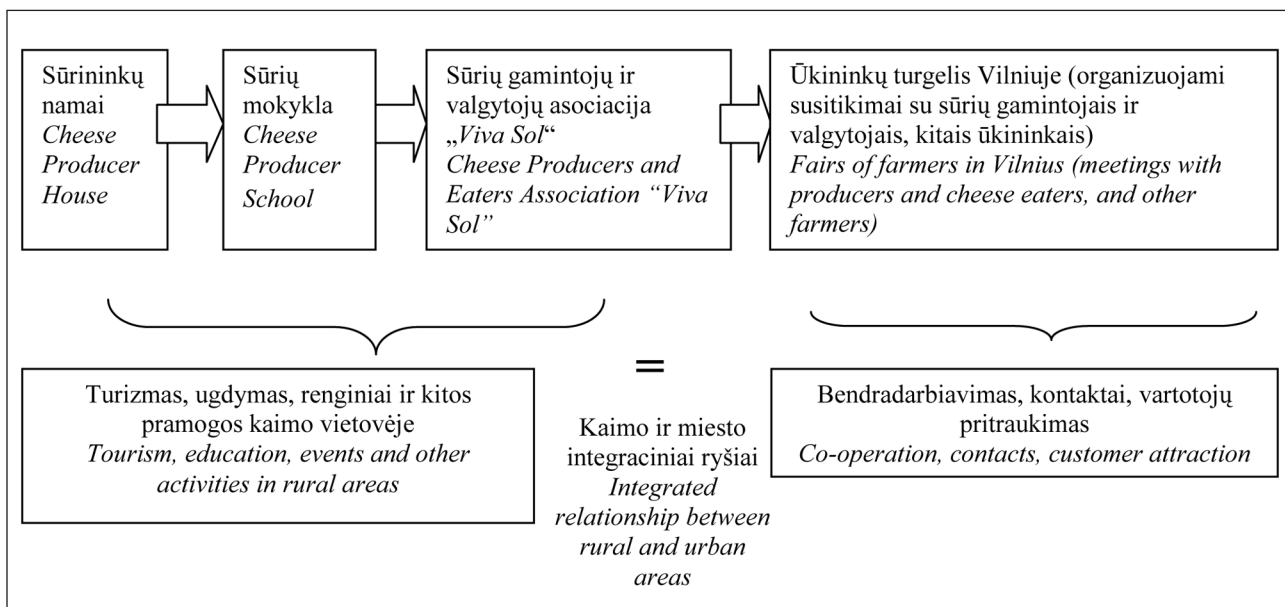 Sūrininkų
namai
Cheese
Producer
House
Sūrių
mokykla
Cheese
Producer
School
Sūrių gamintojų ir
valgytojų asociacija
„Viva Sol“
Cheese Producers and
Eaters Association “Viva
Sol”
Ūkininkų turgelis Vilniuje (organizuojami
susitikimai su sūrių gamintojais ir
valgytojais, kitais ūkininkais)
Fairs of farmers in Vilnius (meetings with
producers and cheese eaters, and other
farmers)
Turizmas, ugdymas, renginiai ir kitos
pramogos kaimo vietovėje
Tourism, education, events and other
activities in rural areas
=
Kaimo ir miesto
integraciniai ryšiai
Integrated
relationship between
rural and urban
areas
Bendradarbiavimas, kontaktai, vartotojų
pritraukimas
Co-operation, contacts, customer attraction